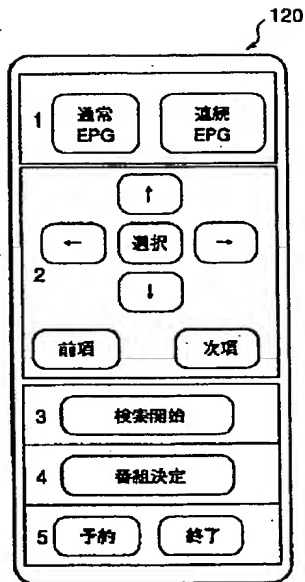 120
1
通常
EPG
連続
EPG
↑
← 選択 →
2
↓
前項 次項
3 検索開始
4 番組決定
5 予約 終了